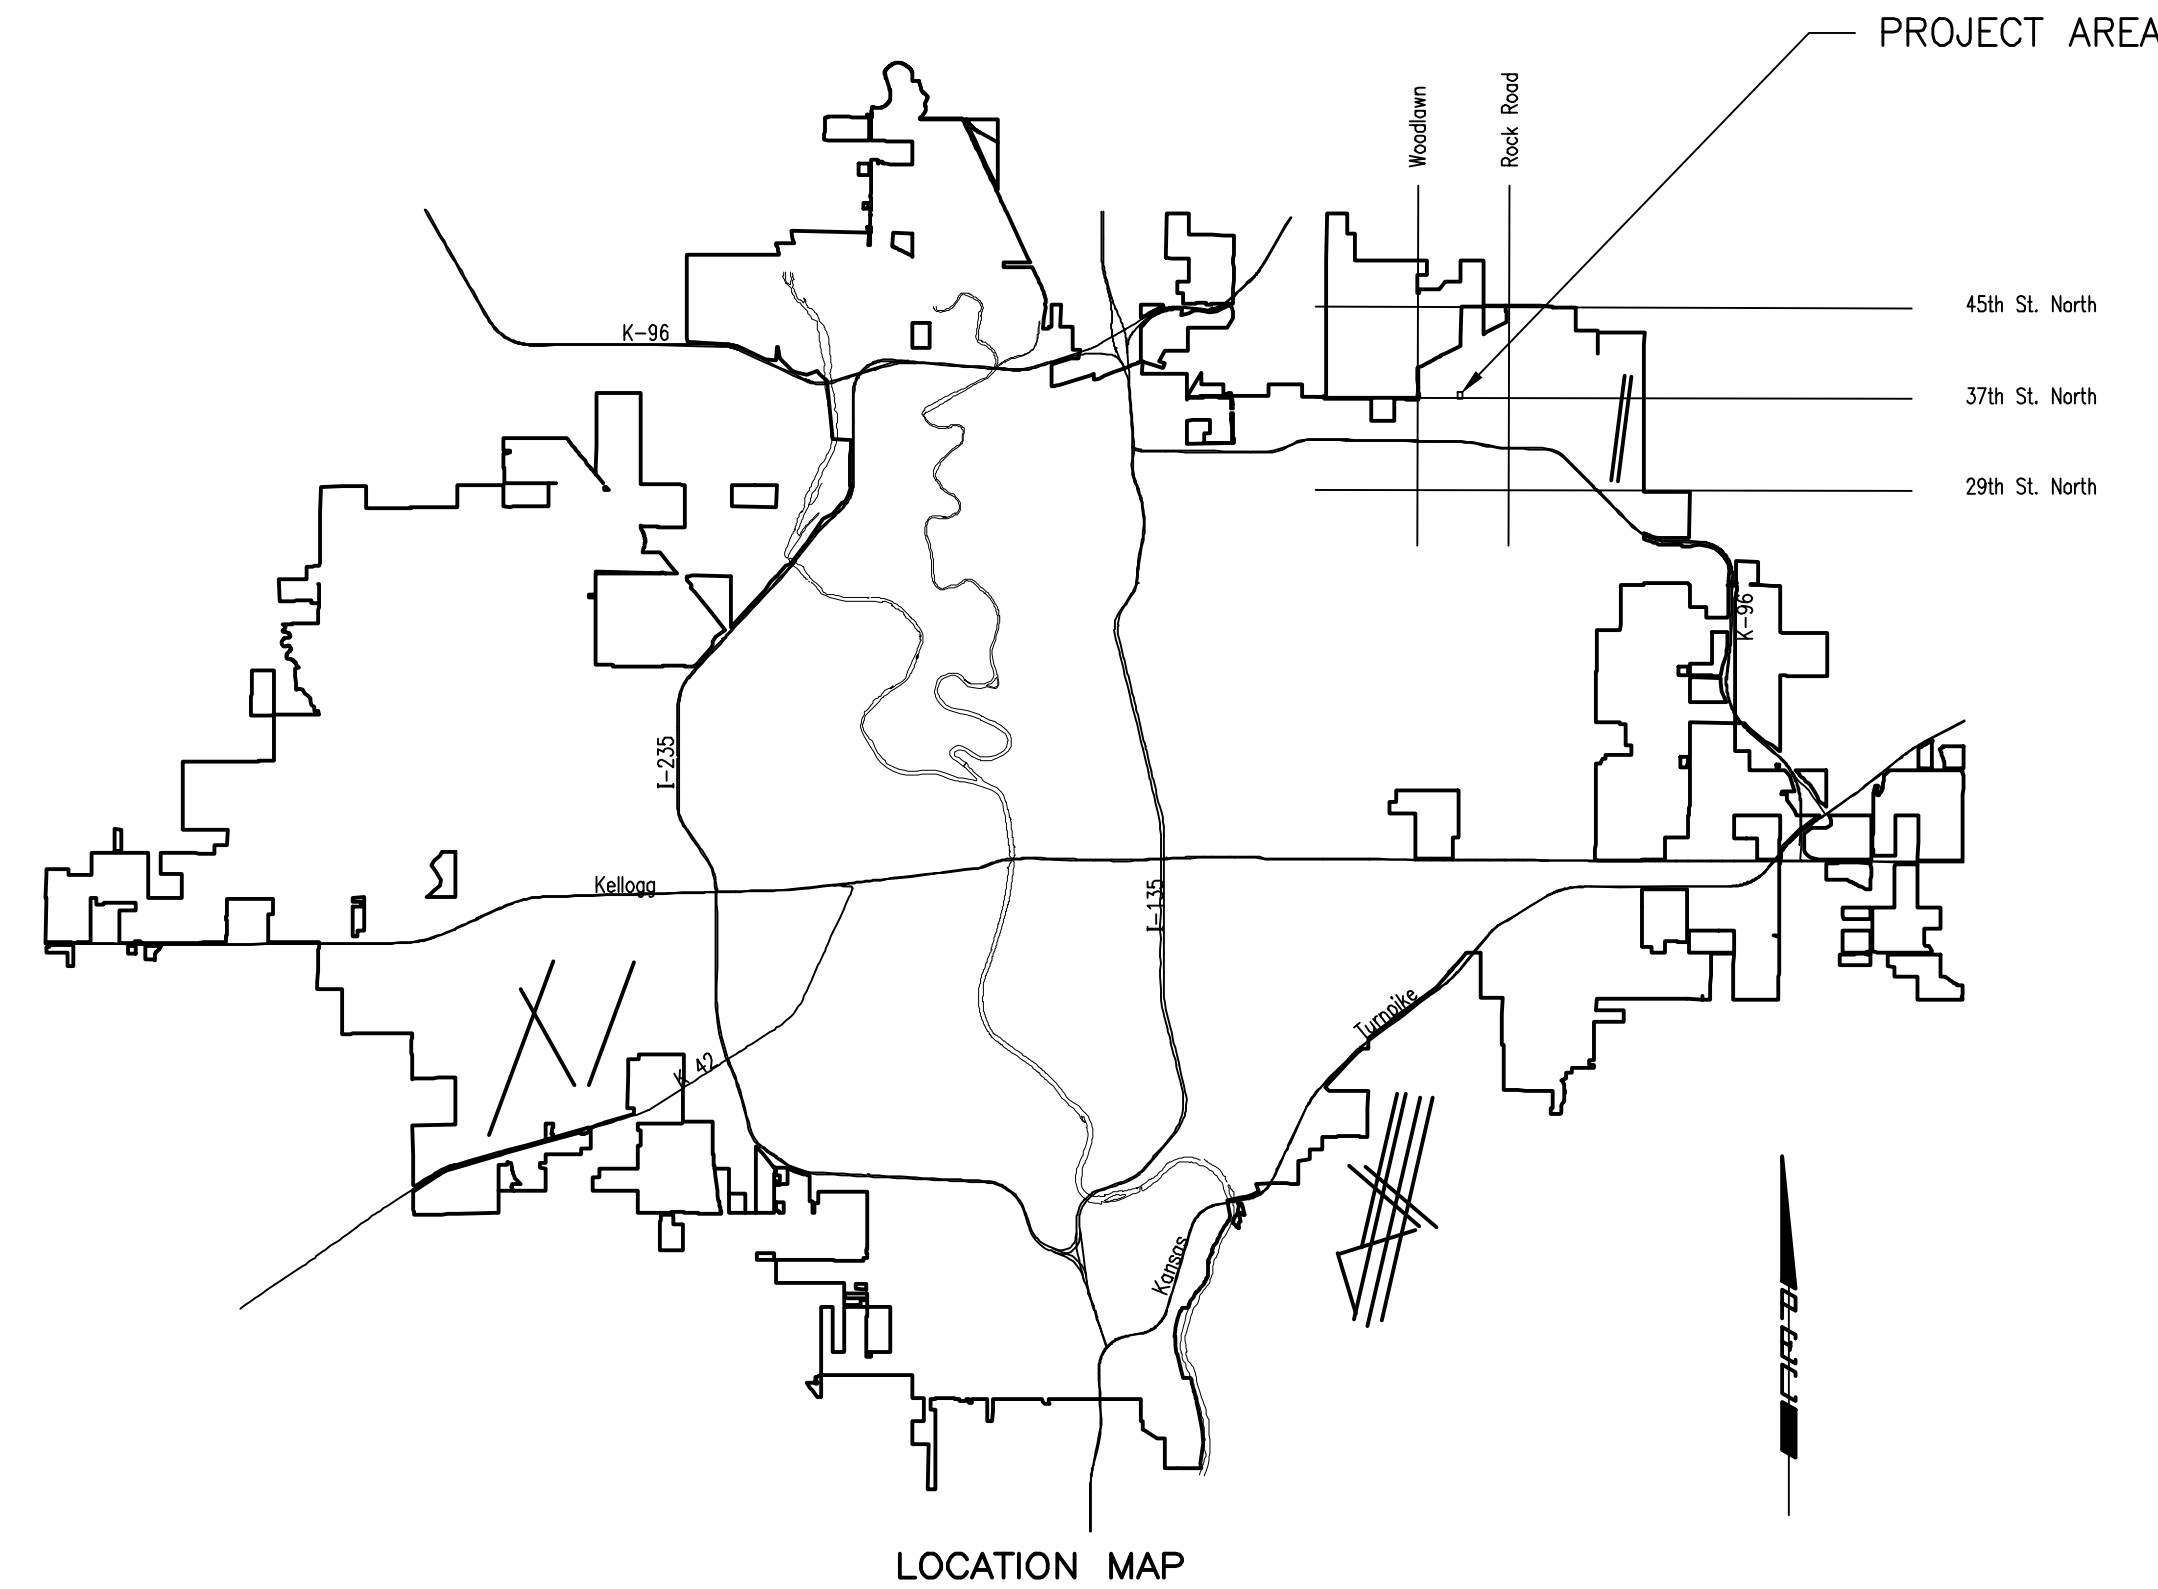 PROJECT AREA
Woodlawn
Rock Road
45th St. North
K-96
37th St. North
29th St. North
K-96
I-235
Kellogg
I-135
Turnpike
K 42
Kansas
LOCATION MAP